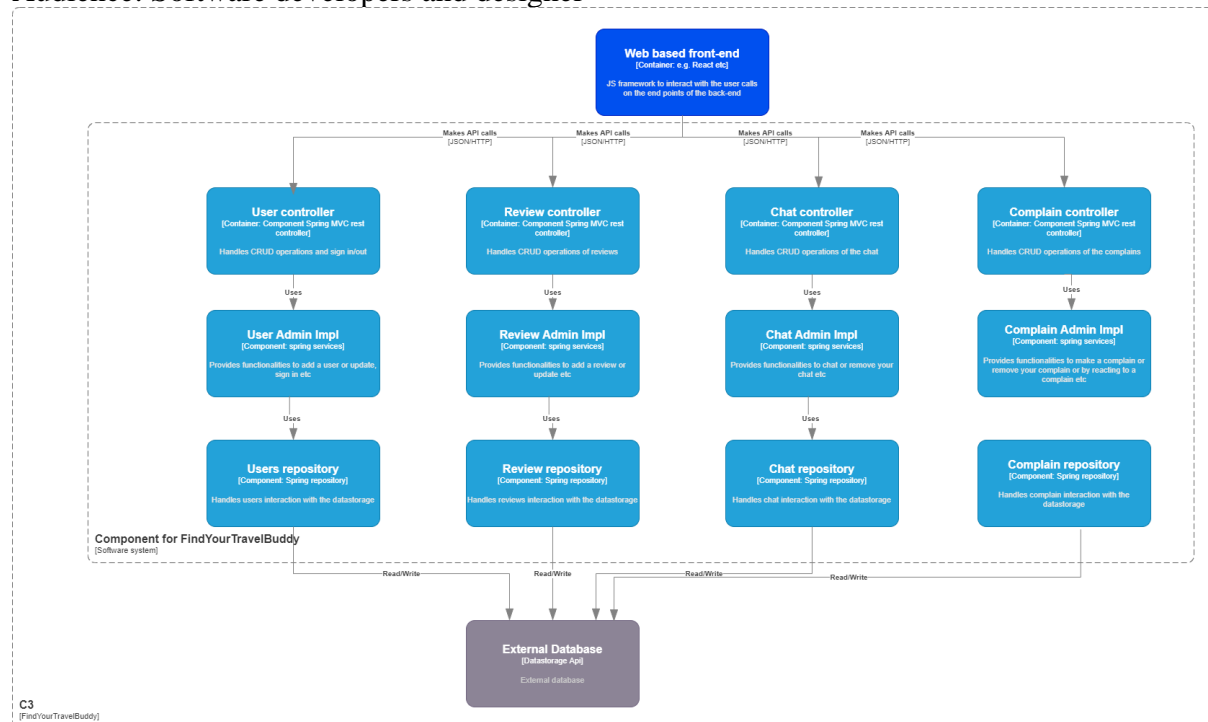 Audience: Software developers and designer
Web based front-end
[Container: e.g. React etc]
JS framework to interact with the user calls
on the end points of the back-end
Makes API calls
[JSON/HTTP]
Makes API calls
[JSON/HTTP]
Makes API calls
[JSON/HTTP]
Makes API calls
[JSON/HTTP]
User controller
[Container: Component Spring MVC rest
controller]
Handles CRUD operations and sign in/out
Review controller
[Container: Component Spring MVC rest
controller]
Handles CRUD operations of reviews
Chat controller
[Container: Component Spring MVC rest
controller]
Handles CRUD operations of the chat
Complain controller
[Container: Component Spring MVC rest
controller]
Handles CRUD operations of the complains
Uses
Uses
Uses
Uses
User Admin Impl
[Component: spring services]
Provides functionalities to add a user or update,
sign in etc
Review Admin Impl
[Component: spring services]
Provides functionalities to add a review or
update etc
Chat Admin Impl
[Component: spring services]
Provides functionalities to chat or remove your
chat etc
Complain Admin Impl
[Component: spring services]
Provides functionalities to make a complain or
remove your complain or by reacting to a
complain etc
Uses
Uses
Uses
Users repository
[Component: Spring repository]
Handles users interaction with the datastorage
Review repository
[Component: Spring repository]
Handles reviews interaction with the datastorage
Chat repository
[Component: Spring repository]
Handles chat interaction with the datastorage
Complain repository
[Component: Spring repository]
Handles complain interaction with the
datastorage
Component for FindYourTravelBuddy
[Software system]
Read/Write
Read/Write
Read/Write
Read/Write
External Database
[Datastorage Api]
External database
C3
[FindYourTravelBuddy]